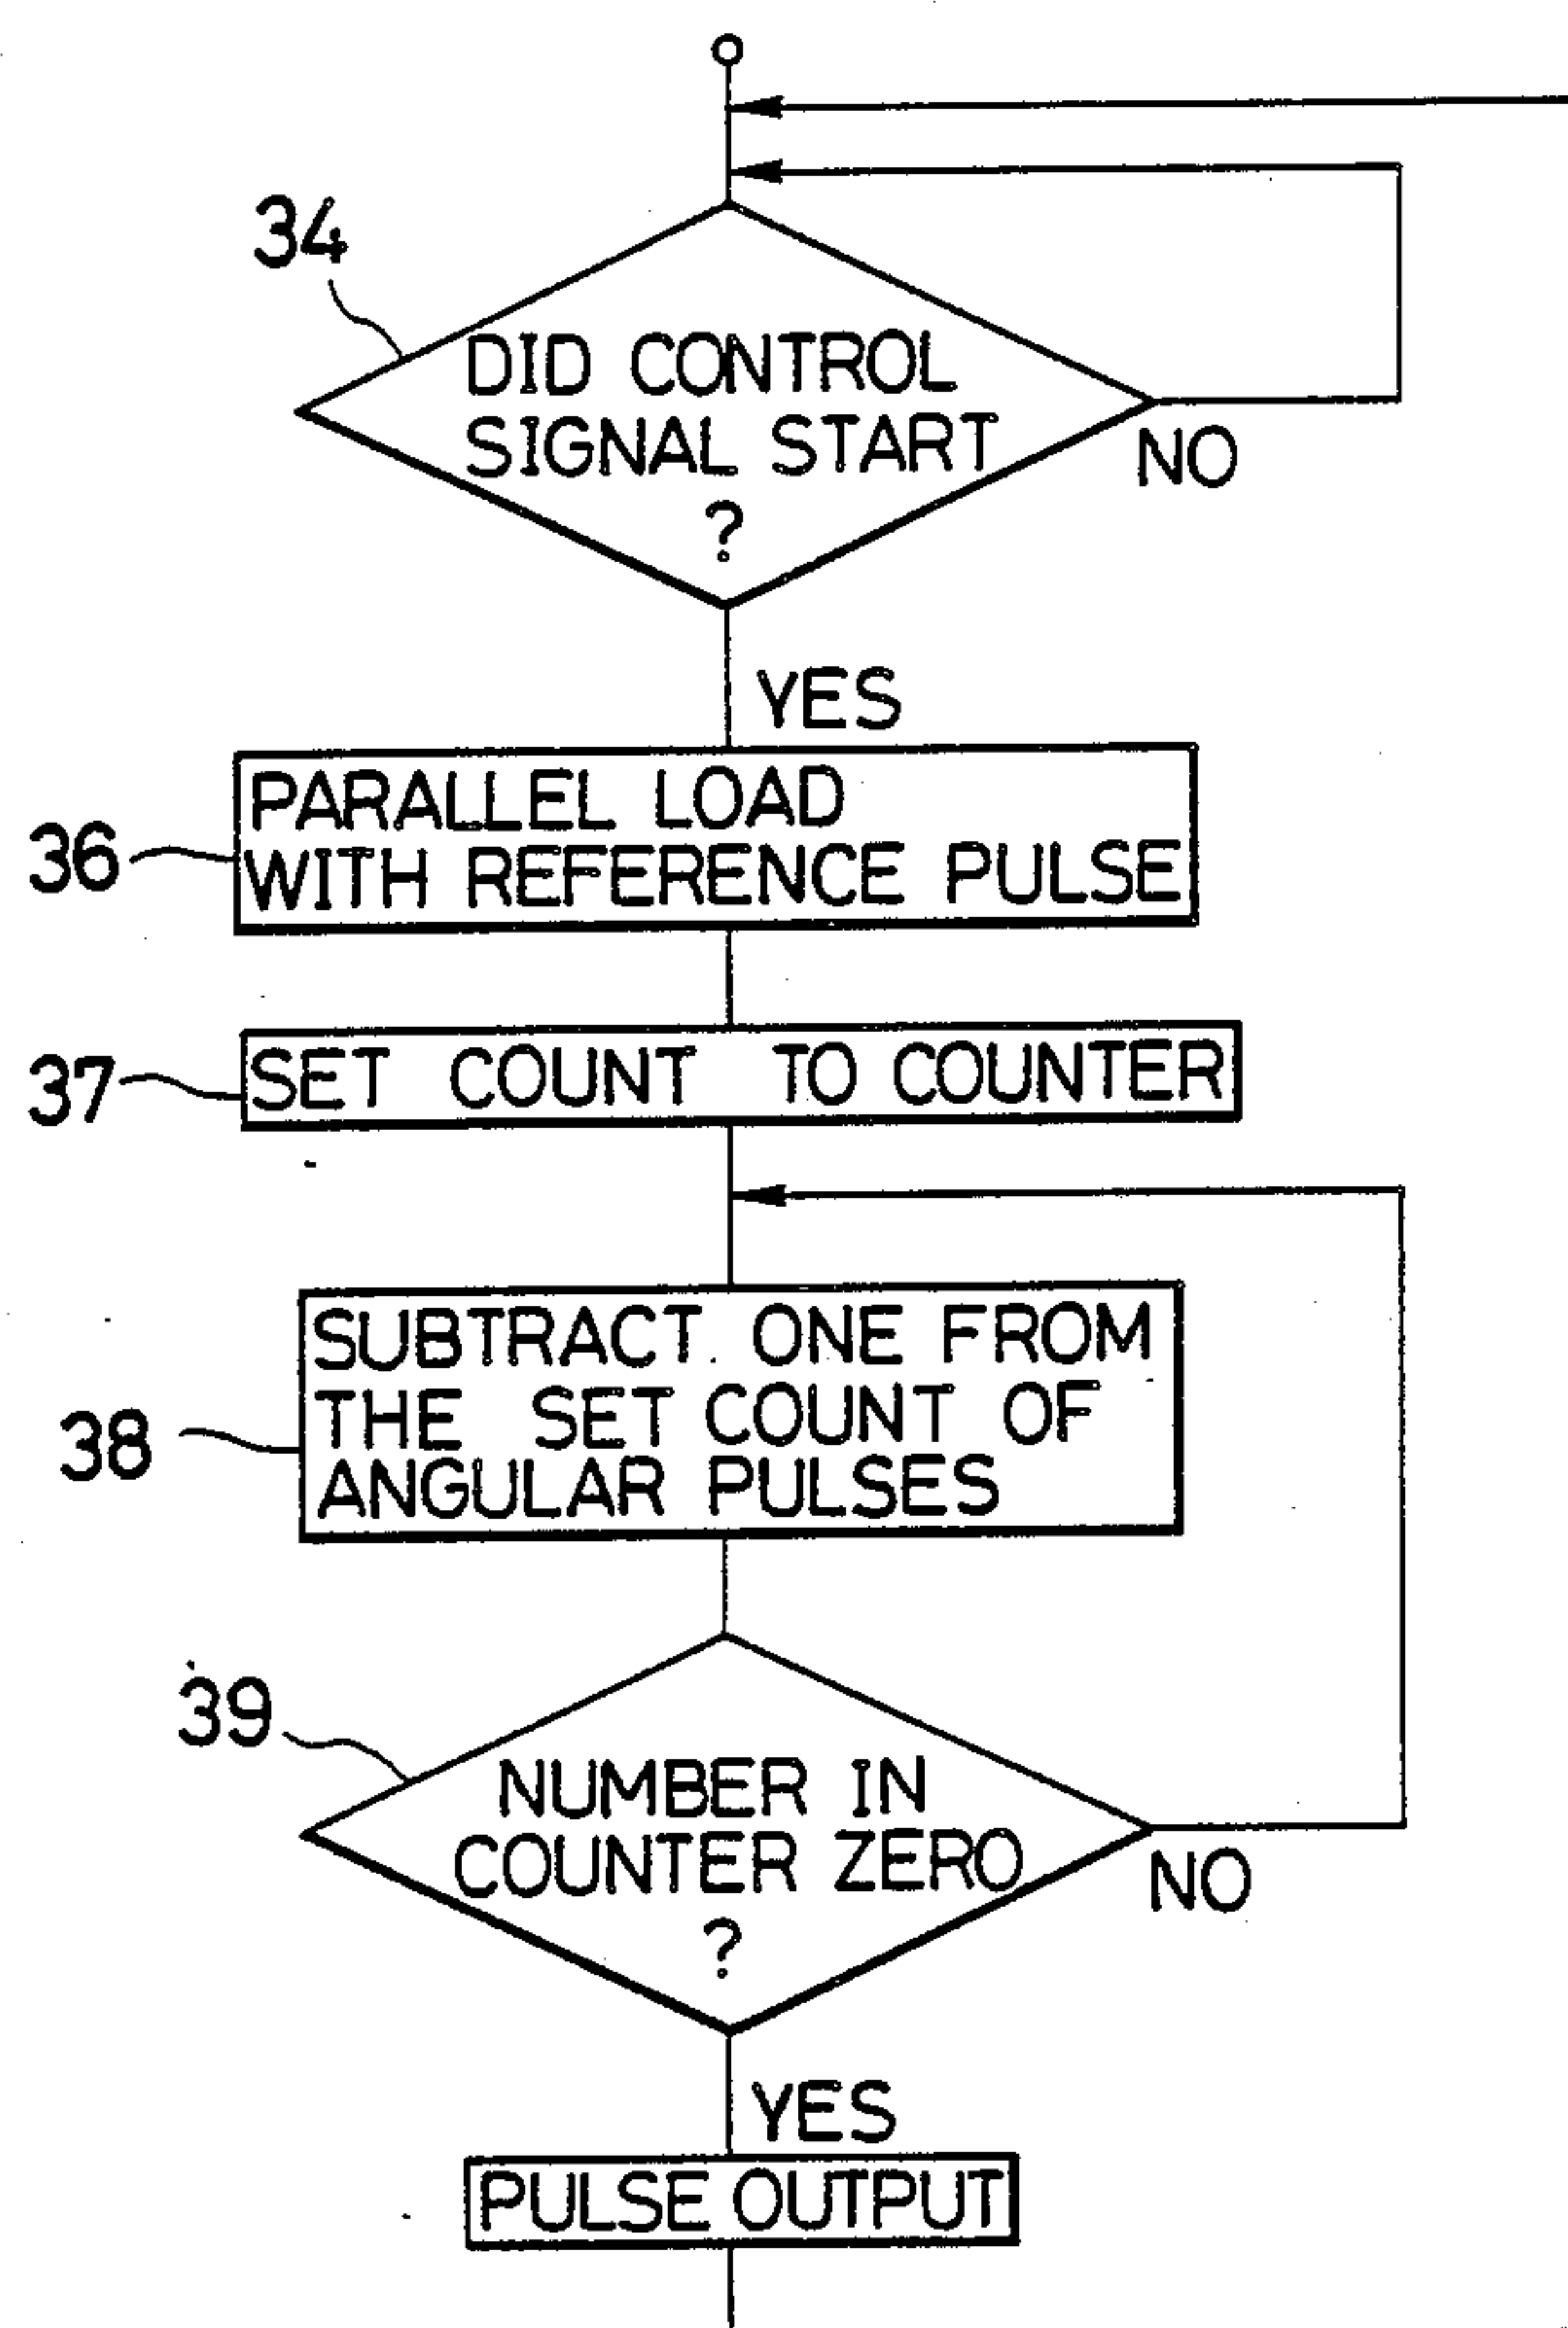 34
DID CONTROL
SIGNAL START
?
NO
YES
36
PARALLEL LOAD
WITH REFERENCE PULSE
37
SET COUNT TO COUNTER
38
SUBTRACT ONE FROM
THE SET COUNT OF
ANGULAR PULSES
39
NUMBER IN
COUNTER ZERO
?
NO
YES
PULSE OUTPUT